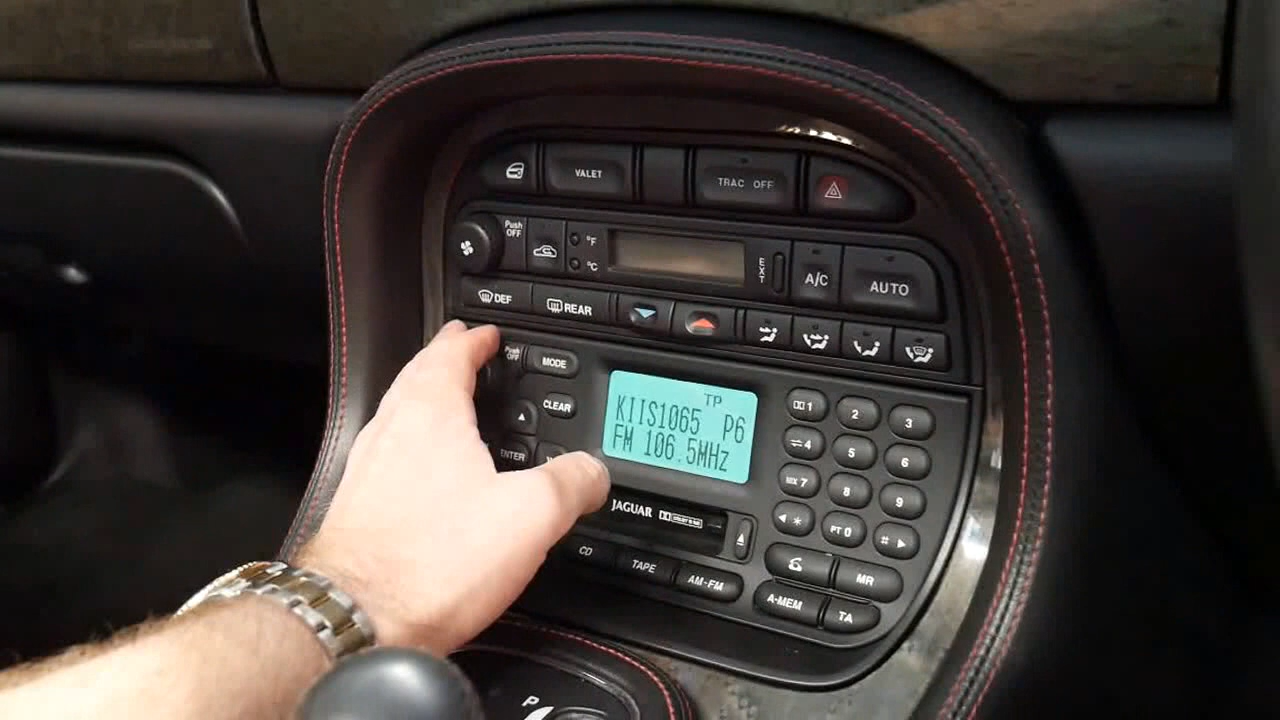 VALET
TRAC OFF
Push
OFF
°F
°C
EXT
A/C
AUTO
DEF
REAR
Push
OFF
MODE
CLEAR
ENTER
TP
KIIS1065 P6
FM 106.5MHz
1
2
3
4
5
6
MIX 7
8
9
*
PT 0
#
JAGUAR
CD
TAPE
AM-FM
MR
A-MEM
TA
P